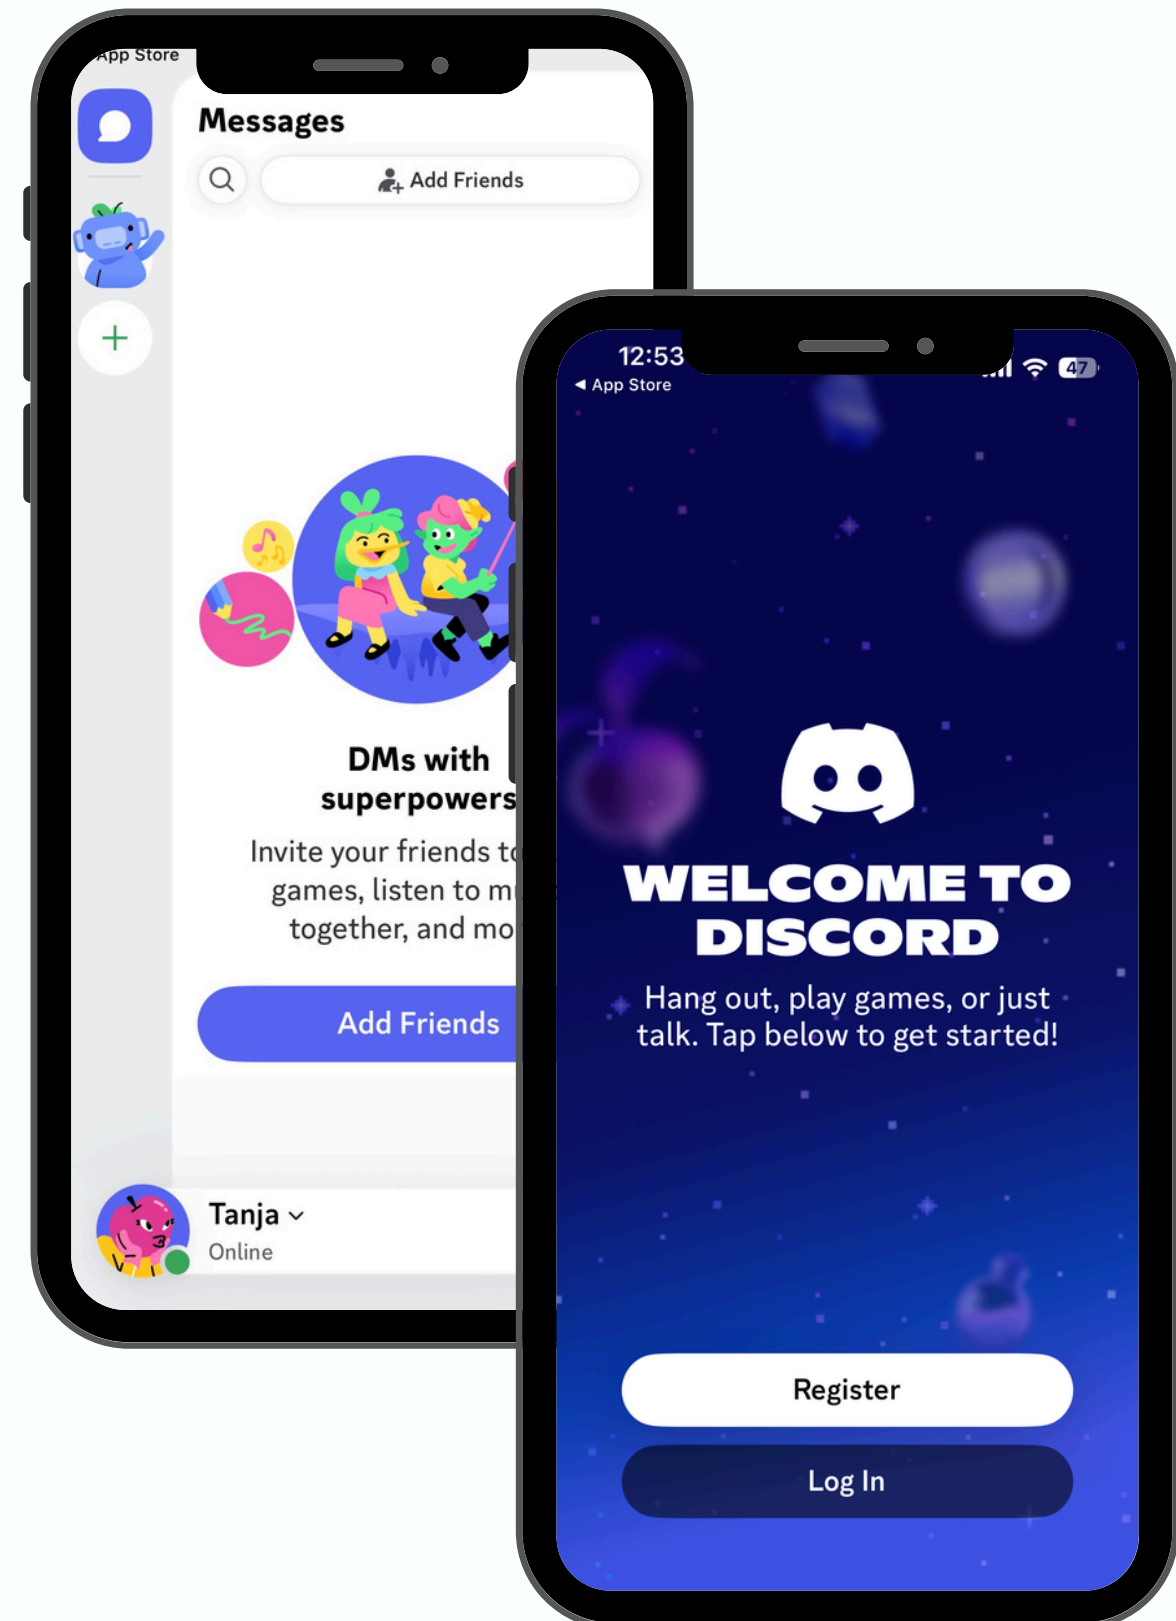 App Store
Messages
Add Friends
DMs with
superpowers
Invite your friends to
games, listen to
together, and
Add Friends
Tanja
Online
12:53
◀ App Store
47
WELCOME TO
DISCORD
Hang out, play games, or just
talk. Tap below to get started!
Register
Log In